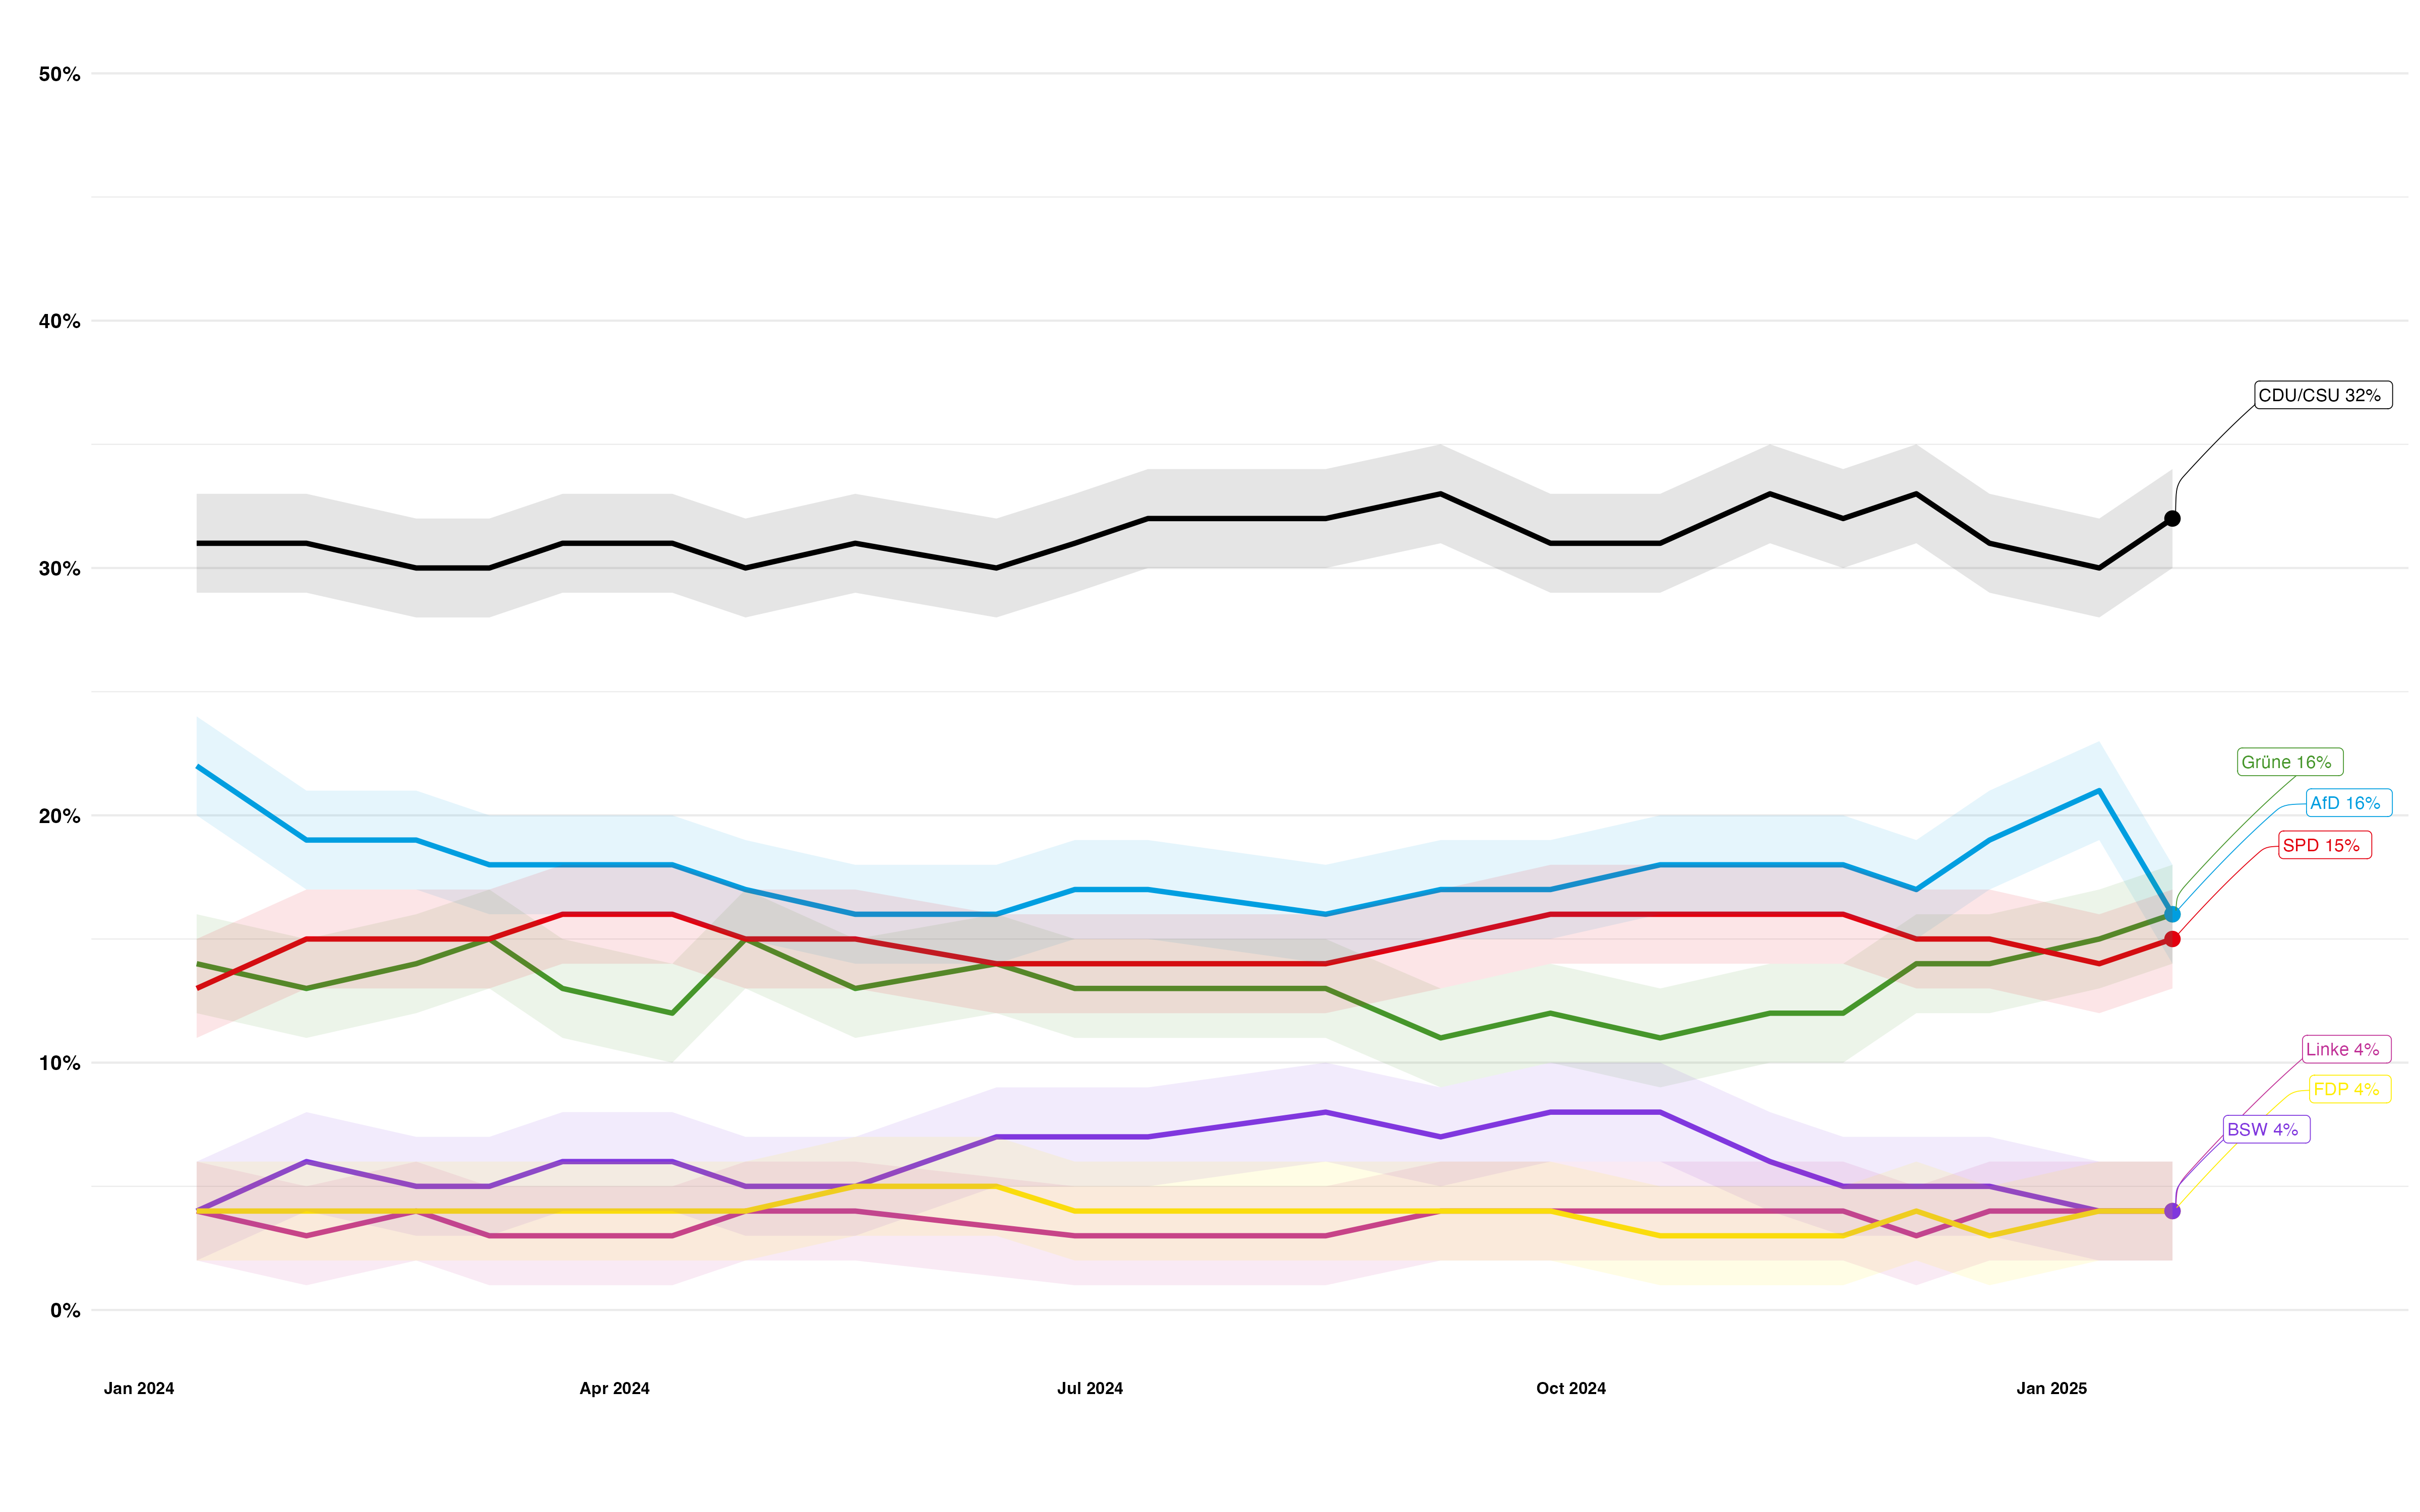 50%
40%
CDU/CSU 32%
30%
Grüne 16%
AfD 16%
20%
SPD 15%
10%
Linke 4%
FDP 4%
BSW 4%
0%
Jan 2024 Apr 2024 Jul 2024 Oct 2024 Jan 2025